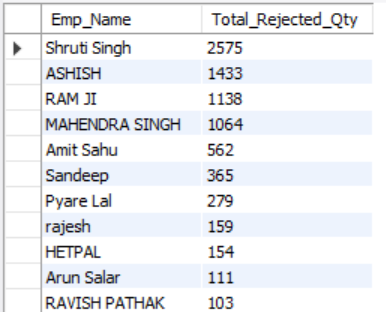 Emp_Name Total_Rejected_Qty
Shruti Singh 2575
ASHISH 1433
RAM JI 1138
MAHENDRA SINGH 1064
Amit Sahu 562
Sandeep 365
Pyare Lal 279
rajesh 159
HETPAL 154
Arun Salar 111
RAVISH PATHAK 103